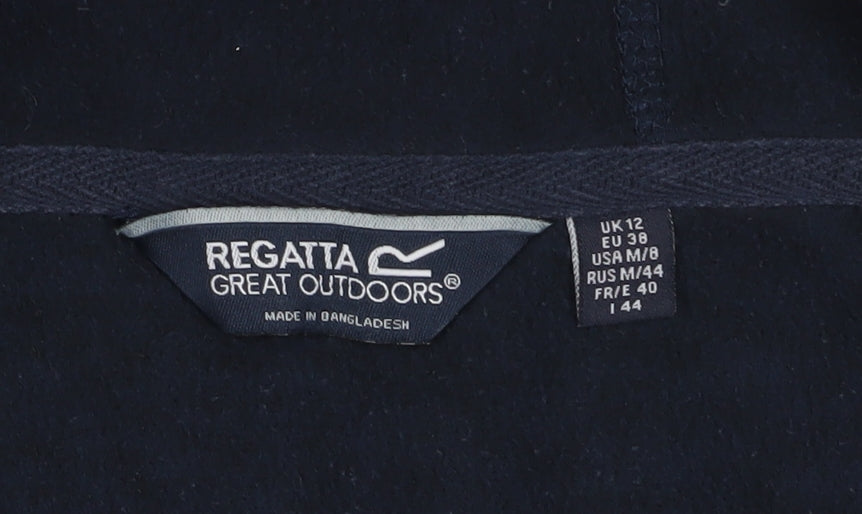 REGATTA
GREAT OUTDOORS®
MADE IN BANGLADESH
UK 12
EU 38
USA M/8
RUS M/44
FR/E 40
I 44